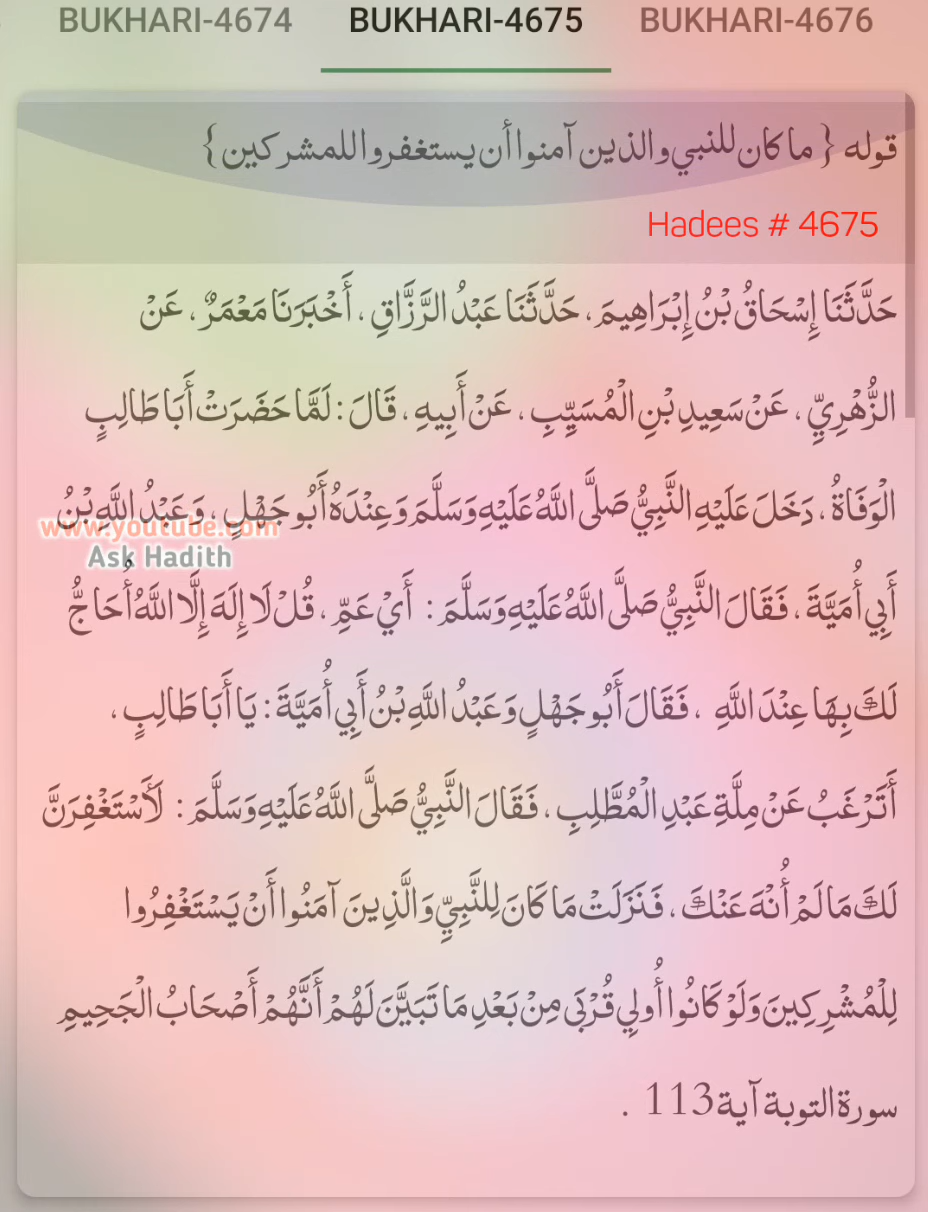 BUKHARI-4674 BUKHARI-4675 BUKHARI-4676
قوله { ما كان للنبي والذين آمنوا أن يستغفروا للمشركين}
Hadees # 4675
حَدَّثَنَا إِسْحَاقُ بْنُ إِبْرَاهِيمَ ، حَدَّثَنَا عَبْدُ الرَّزَّاقِ ، أَخْبَرَنَا مَعْمَرٌ ، عَنْ
الزُّهْرِيِّ ، عَنْ سَعِيدِ بْنِ الْمُسَيِّبِ ، عَنْ أَبِيهِ ، قَالَ : لَمَّا حَضَرَتْ أَبَا طَالِبٍ
الْوَفَاةُ ، دَخَلَ عَلَيْهِ النَّبِيُّ صَلَّى اللَّهُ عَلَيْهِ وَسَلَّمَ وَعِنْدَهُ أَبُو جَهْلٍ ، وَعَبْدُ اللَّهِ بْنُ
www.youtube.com
Ask Hadith
أَبِي أُمَيَّةَ ، فَقَالَ النَّبِيُّ صَلَّى اللَّهُ عَلَيْهِ وَسَلَّمَ : أَيْ عَمِّ ، قُلْ لَا إِلَهَ إِلَّا اللَّهُ أُحَاجُّ
لَكَ بِهَا عِنْدَ اللَّهِ ، فَقَالَ أَبُو جَهْلٍ وَعَبْدُ اللَّهِ بْنُ أَبِي أُمَيَّةَ : يَا أَبَا طَالِبٍ ،
أَتَرْغَبُ عَنْ مِلَّةِ عَبْدِ الْمُطَّلِبِ ، فَقَالَ النَّبِيُّ صَلَّى اللَّهُ عَلَيْهِ وَسَلَّمَ : لَأَسْتَغْفِرَنَّ
لَكَ مَا لَمْ أُنْهَ عَنْكَ ، فَنَزَلَتْ مَا كَانَ لِلنَّبِيِّ وَالَّذِينَ آمَنُوا أَنْ يَسْتَغْفِرُوا
لِلْمُشْرِكِينَ وَلَوْ كَانُوا أُولِي قُرْبَى مِنْ بَعْدِ مَا تَبَيَّنَ لَهُمْ أَنَّهُمْ أَصْحَابُ الْجَحِيمِ
سورة التوبة آية 113 .